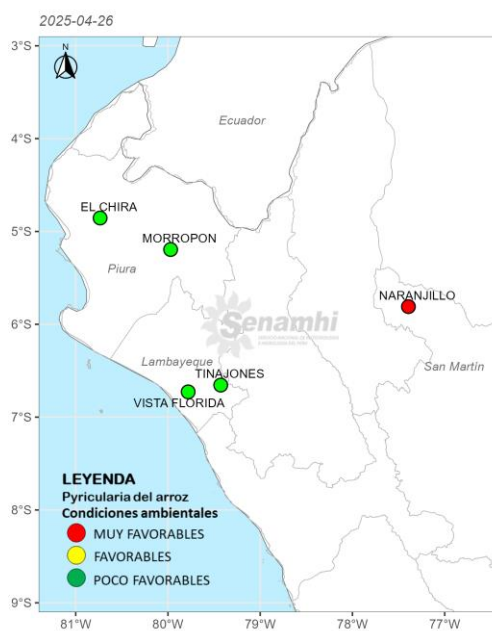 2025-04-26
3°S
N
Ecuador
4°S
EL CHIRA
5°S
MORROPON
Piura
NARANJILLO
6°S
Senamhi
Lambayeque
San Martín
TINAJONES
VISTA FLORIDA
7°S
LEYENDA
Pyricularia del arroz
Condiciones ambientales
8°S
MUY FAVORABLES
FAVORABLES
POCO FAVORABLES
9°S
81°W 80°W 79°W 78°W 77°W